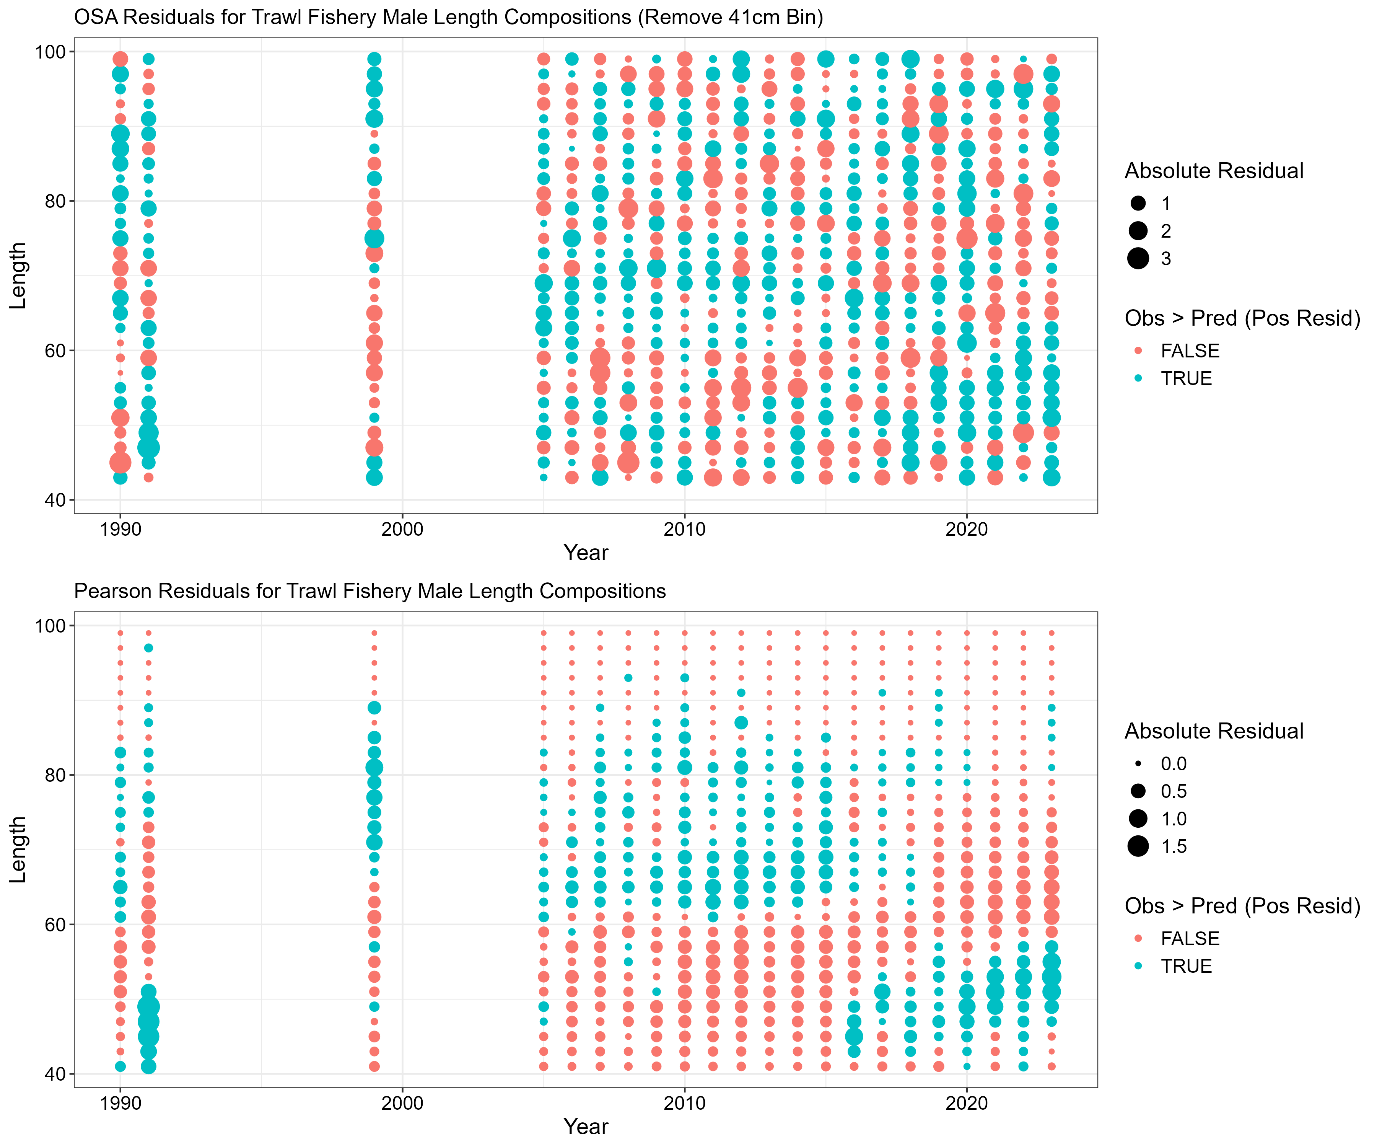 OSA Residuals for Trawl Fishery Male Length Compositions (Remove 41cm Bin)
100
80
60
40
Length
1990
2000
2010
2020
Year
Absolute Residual
1
2
3
Obs > Pred (Pos Resid)
FALSE
TRUE
Pearson Residuals for Trawl Fishery Male Length Compositions
100
80
60
40
Length
1990
2000
2010
2020
Year
Absolute Residual
0.0
0.5
1.0
1.5
Obs > Pred (Pos Resid)
FALSE
TRUE